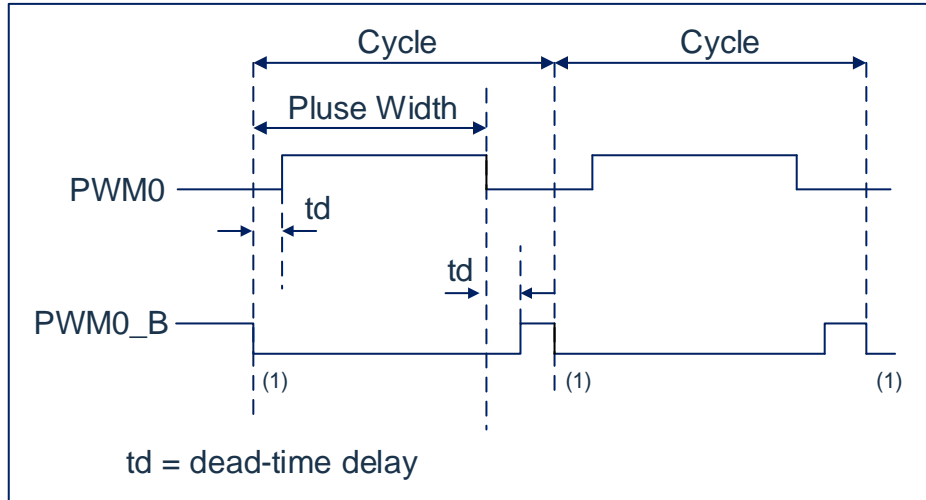 Cycle
Cycle
Pluse Width
PWM0
td
td
PWM0_B
(1)
(1)
(1)
td = dead-time delay